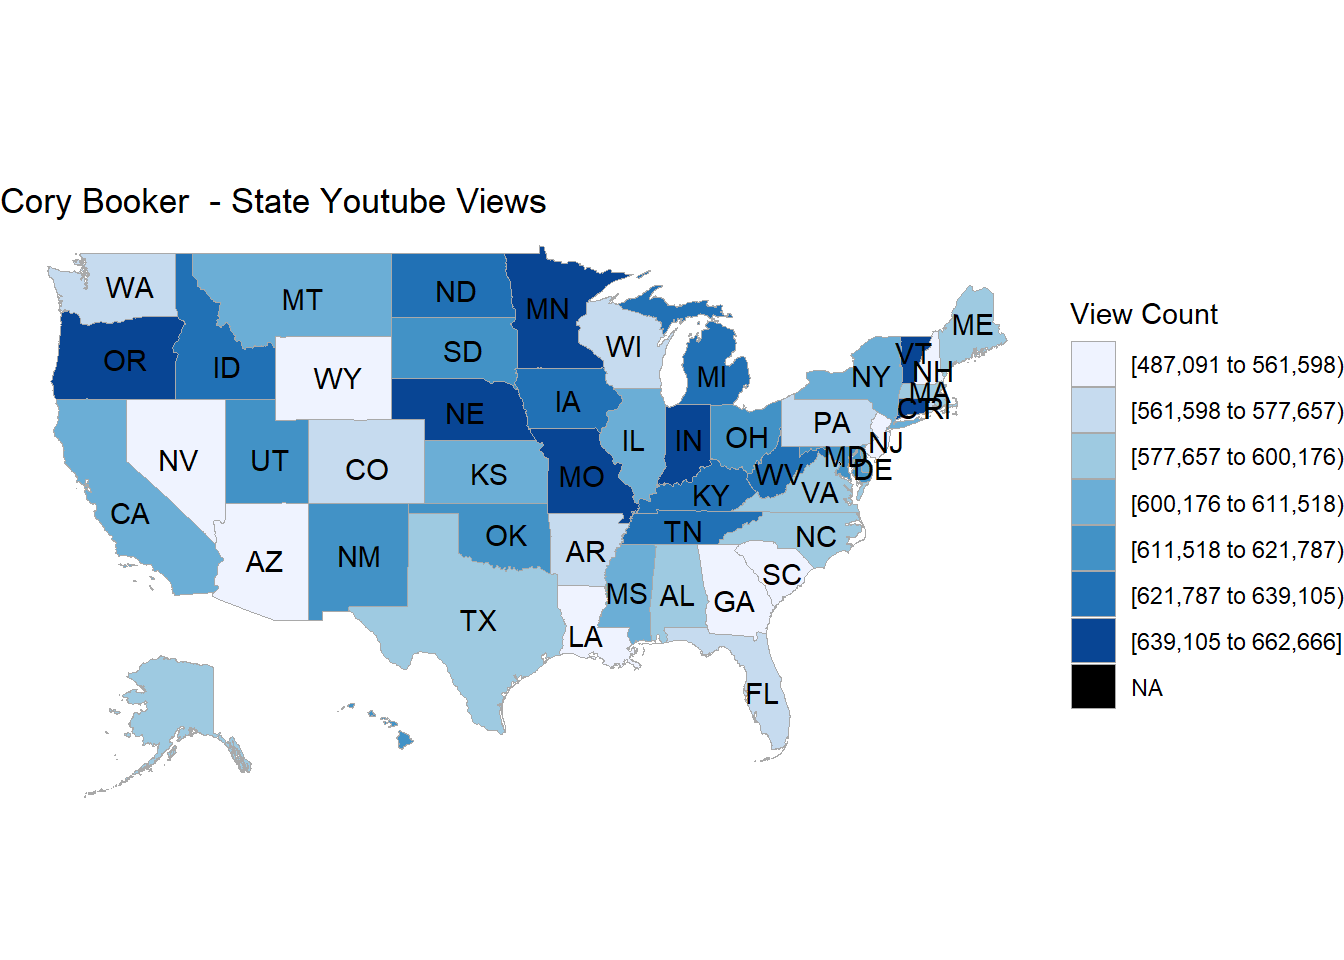 Cory Booker  - State Youtube Views
WA
MT
ND
MN
ME
OR
ID
SD
WI
VT
NH
WY
MI
NY
MA
NE
IA
CT RI
PA
NV
UT
CO
IL
IN
OH
NJ
KS
MO
WV
MD
DE
KY
VA
CA
AZ
NM
OK
AR
TN
NC
MS
AL
GA
SC
TX
LA
FL
View Count
[487,091 to 561,598)
[561,598 to 577,657)
[577,657 to 600,176)
[600,176 to 611,518)
[611,518 to 621,787)
[621,787 to 639,105)
[639,105 to 662,666]
NA